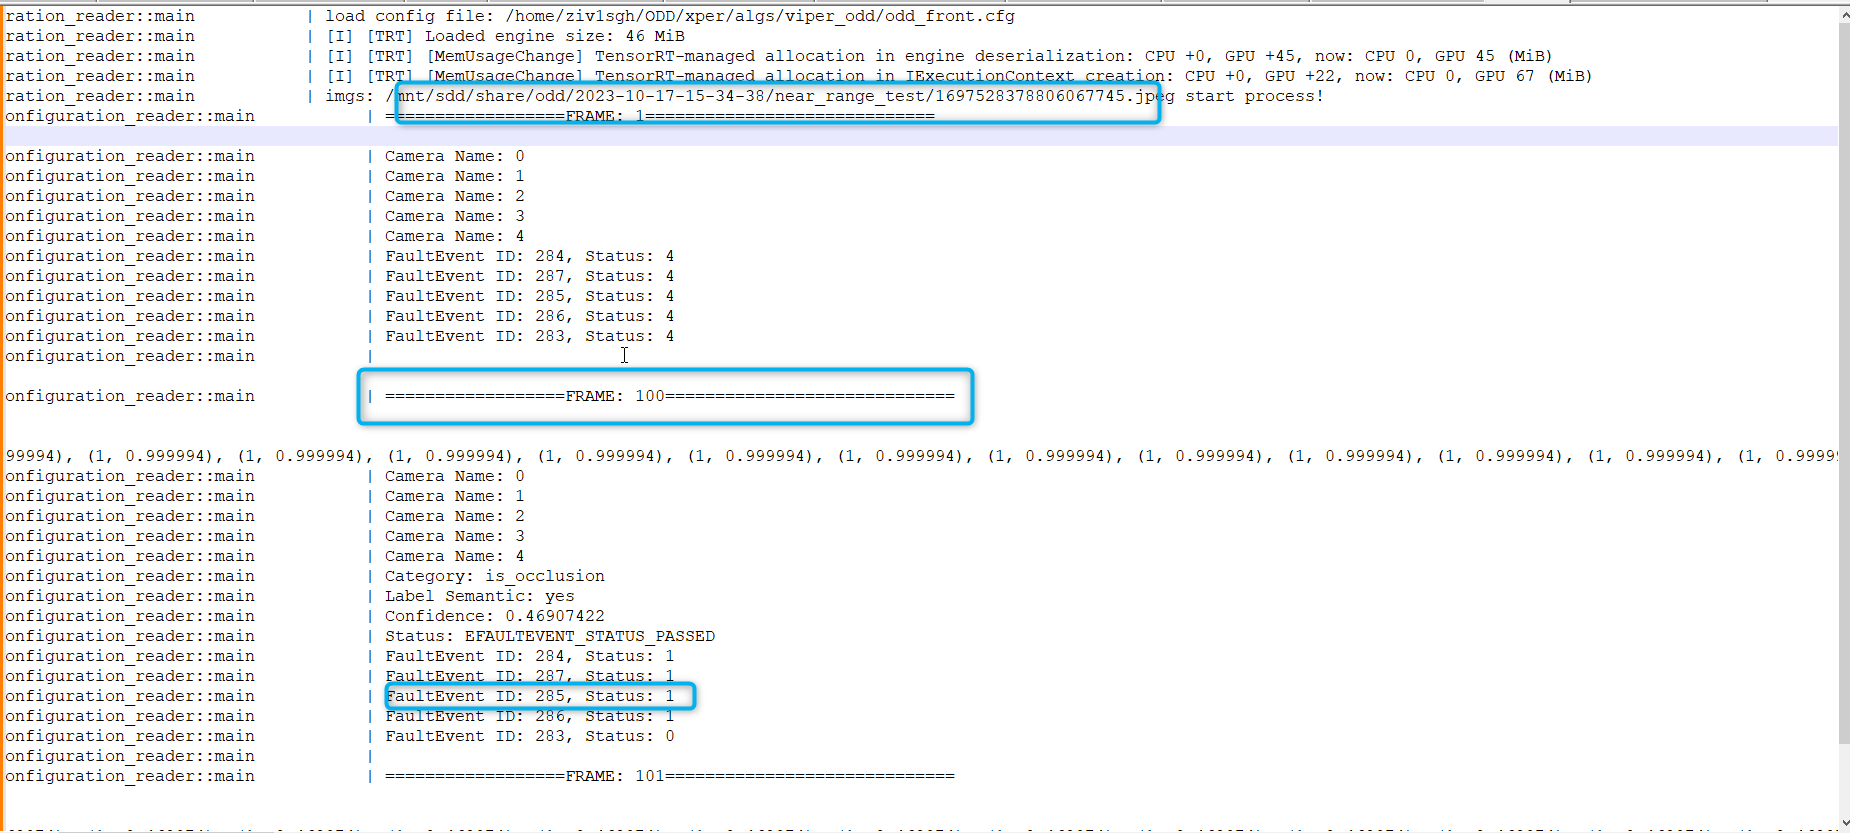 ration_reader::main | load config file: /home/ziv1sgh/ODD/xper/algs/viper_odd/odd_front.cfg
ration_reader::main | [I] [TRT] Loaded engine size: 46 MiB
ration_reader::main | [I] [TRT] [MemUsageChange] TensorRT-managed allocation in engine deserialization: CPU +0, GPU +45, now: CPU 0, GPU 45 (MiB)
ration_reader::main | [I] [TRT] [MemUsageChange] TensorRT-managed allocation in IExecutionContext creation: CPU +0, GPU +22, now: CPU 0, GPU 67 (MiB)
ration_reader::main | imgs: /mnt/sdd/share/odd/2023-10-17-15-34-38/near_range_test/1697528378806067745.jpeg start process!
onfiguration_reader::main | ==================FRAME: 1=============================
onfiguration_reader::main | Camera Name: 0
onfiguration_reader::main | Camera Name: 1
onfiguration_reader::main | Camera Name: 2
onfiguration_reader::main | Camera Name: 3
onfiguration_reader::main | Camera Name: 4
onfiguration_reader::main | FaultEvent ID: 284, Status: 4
onfiguration_reader::main | FaultEvent ID: 287, Status: 4
onfiguration_reader::main | FaultEvent ID: 285, Status: 4
onfiguration_reader::main | FaultEvent ID: 286, Status: 4
onfiguration_reader::main | FaultEvent ID: 283, Status: 4
onfiguration_reader::main |
onfiguration_reader::main | ==================FRAME: 100=============================
99994), (1, 0.999994), (1, 0.999994), (1, 0.999994), (1, 0.999994), (1, 0.999994), (1, 0.999994), (1, 0.999994), (1, 0.999994), (1, 0.999994), (1, 0.999994), (1, 0.999994), (1, 0.9999
onfiguration_reader::main | Camera Name: 0
onfiguration_reader::main | Camera Name: 1
onfiguration_reader::main | Camera Name: 2
onfiguration_reader::main | Camera Name: 3
onfiguration_reader::main | Camera Name: 4
onfiguration_reader::main | Category: is_occlusion
onfiguration_reader::main | Label Semantic: yes
onfiguration_reader::main | Confidence: 0.46907422
onfiguration_reader::main | Status: EFAULTEVENT_STATUS_PASSED
onfiguration_reader::main | FaultEvent ID: 284, Status: 1
onfiguration_reader::main | FaultEvent ID: 287, Status: 1
onfiguration_reader::main | FaultEvent ID: 285, Status: 1
onfiguration_reader::main | FaultEvent ID: 286, Status: 1
onfiguration_reader::main | FaultEvent ID: 283, Status: 0
onfiguration_reader::main |
onfiguration_reader::main | ==================FRAME: 101=============================